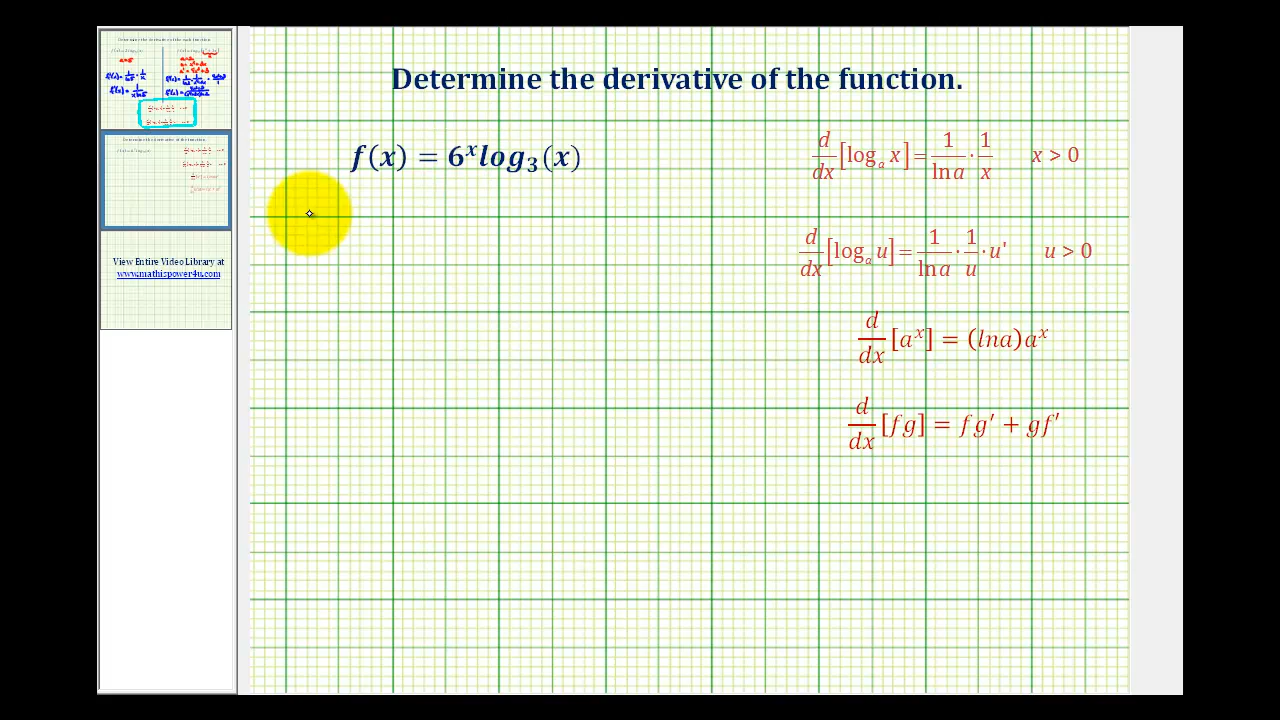 Determine the derivative of the function.
f(x) = 6^x log_3(x)
d/dx [log_a x] = 1/ln a · 1/x x > 0
d/dx [log_a u] = 1/ln a · 1/u · u' u > 0
d/dx [a^x] = (lna)a^x
d/dx [fg] = fg′ + gf′
View Entire Video Library at
www.mathispower4u.com